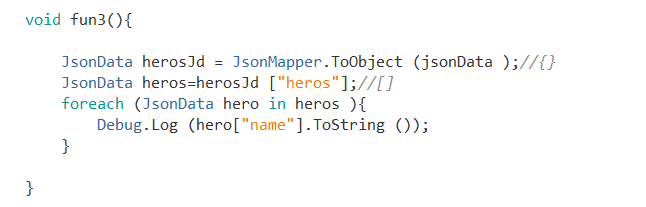 void fun3(){
JsonData herosJd = JsonMapper.ToObject (jsonData );//{}
JsonData heros=herosJd ["heros"];//[]
foreach (JsonData hero in heros ){
Debug.Log (hero["name"].ToString ());
}
}